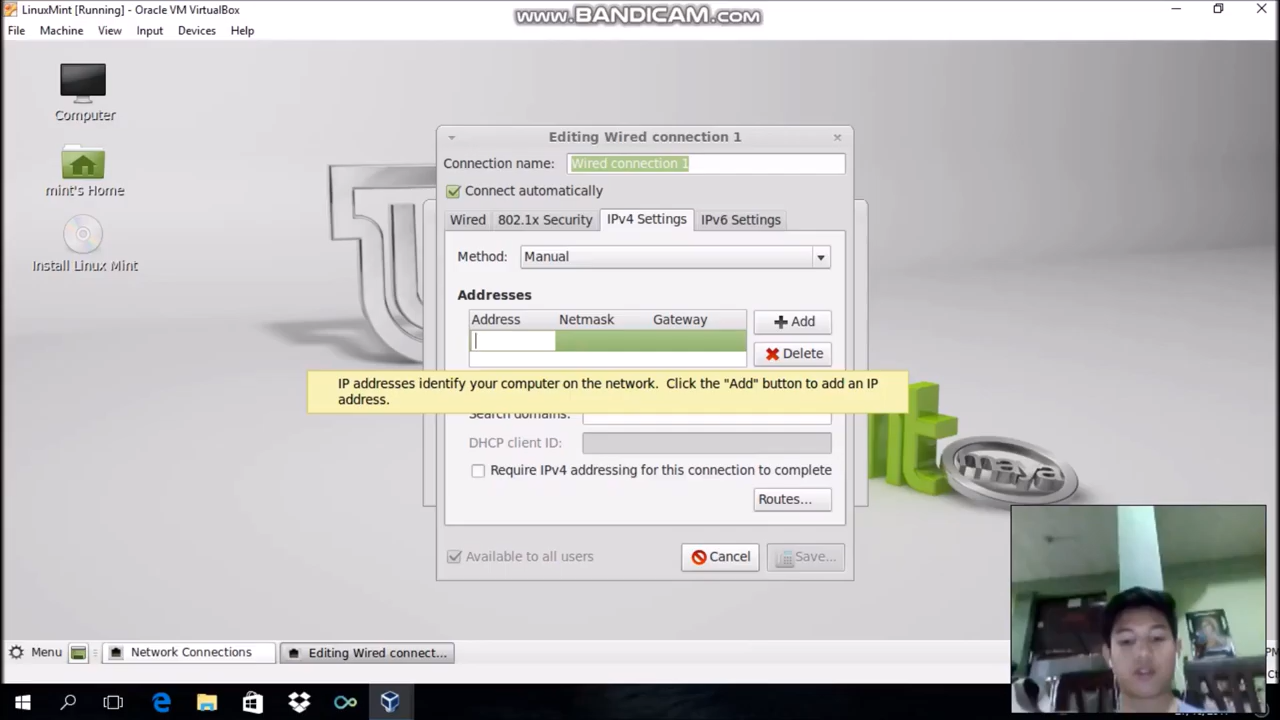 LinuxMint [Running] - Oracle VM VirtualBox
www.BANDICAM.com
File Machine View Input Devices Help
Computer
mint's Home
Install Linux Mint
Editing Wired connection 1
Connection name: Wired connection 1
Connect automatically
Wired 802.1x Security IPv4 Settings IPv6 Settings
Method: Manual
Addresses
Address Netmask Gateway
Add
Delete
IP addresses identify your computer on the network. Click the "Add" button to add an IP
address.
Search domains:
DHCP client ID:
Require IPv4 addressing for this connection to complete
Routes...
Available to all users
Cancel
Save...
maya
Menu
Network Connections
Editing Wired connect...